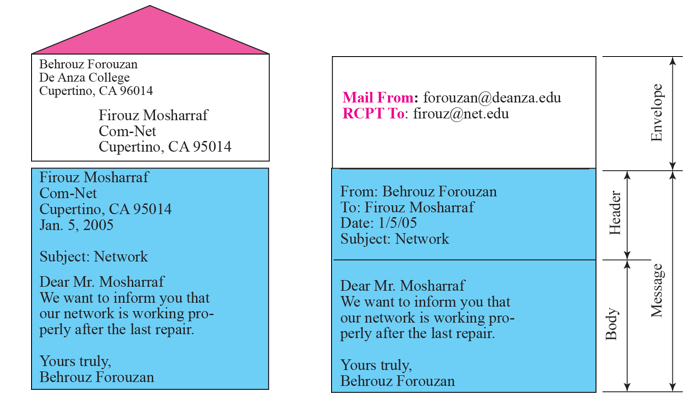 Behrouz Forouzan
De Anza College
Cupertino, CA 96014
Firouz Mosharraf
Com-Net
Cupertino, CA 95014
Firouz Mosharraf
Com-Net
Cupertino, CA 95014
Jan. 5, 2005
Subject: Network
Dear Mr. Mosharraf
We want to inform you that
our network is working pro-
perly after the last repair.
Yours truly,
Behrouz Forouzan
Mail From: forouzan@deanza.edu
RCPT To: firouz@net.edu
From: Behrouz Forouzan
To: Firouz Mosharraf
Date: 1/5/05
Subject: Network
Dear Mr. Mosharraf
We want to inform you that
our network is working pro-
perly after the last repair.
Yours truly,
Behrouz Forouzan
Envelope
Header
Body
Message